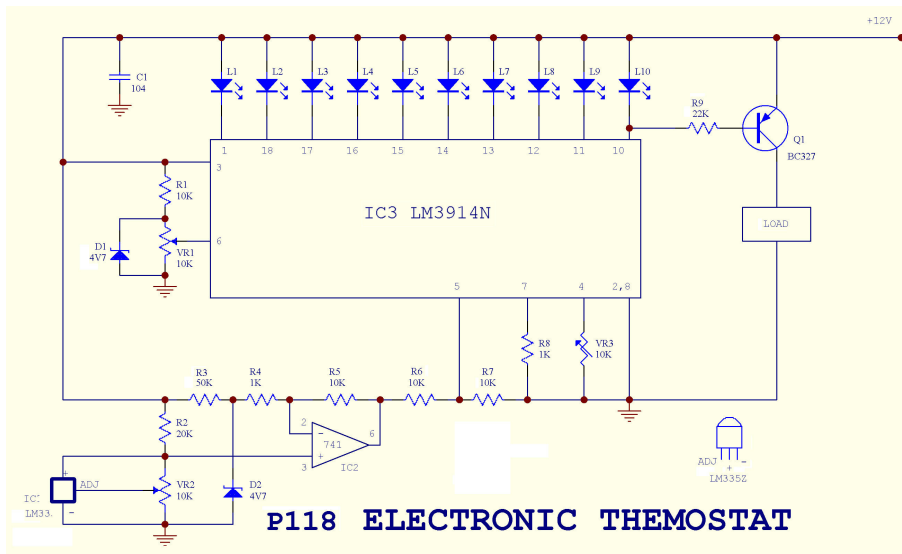 +12V
L1 L2 L3 L4 L5 L6 L7 L8 L9 L10
C1
104
R9
22K
Q1
BC327
1 18 17 16 15 14 13 12 11 10
3
R1
10K
IC3 LM3914N
LOAD
6
D1
4V7
VR1
10K
5 7 4 2,8
R8
1K
VR3
10K
R3
50K
R4
1K
R5
10K
R6
10K
R7
10K
R2
20K
2
-
741
6
+
3
IC2
ADJ
+
-
LM335Z
+
ADJ
VR2
10K
D2
4V7
-
P118 ELECTRONIC THEMOSTAT